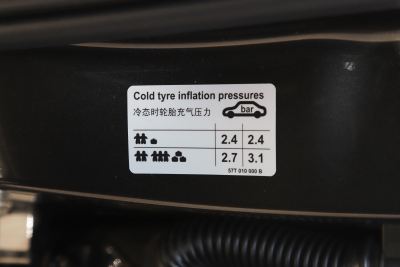 Cold tyre inflation pressures
冷态时轮胎充气压力 bar
2.4 2.4
2.7 3.1
57T 010 000 B